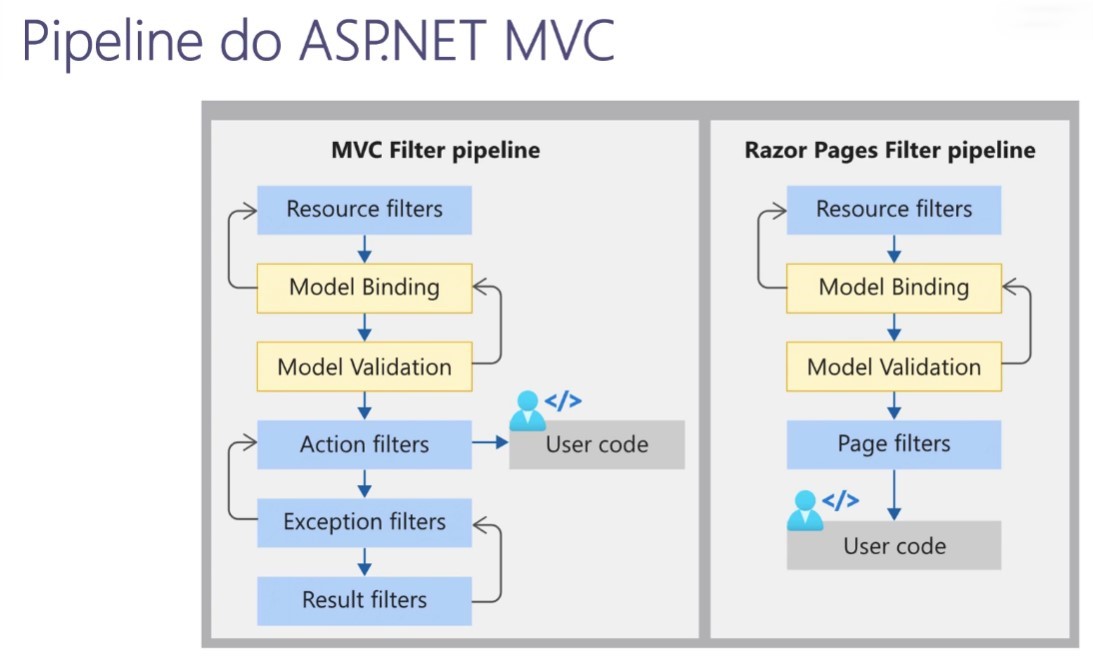 Pipeline do ASP.NET MVC
MVC Filter pipeline
Resource filters
Model Binding
Model Validation
</>
Action filters
User code
Exception filters
Result filters
Razor Pages Filter pipeline
Resource filters
Model Binding
Model Validation
Page filters
</>
User code